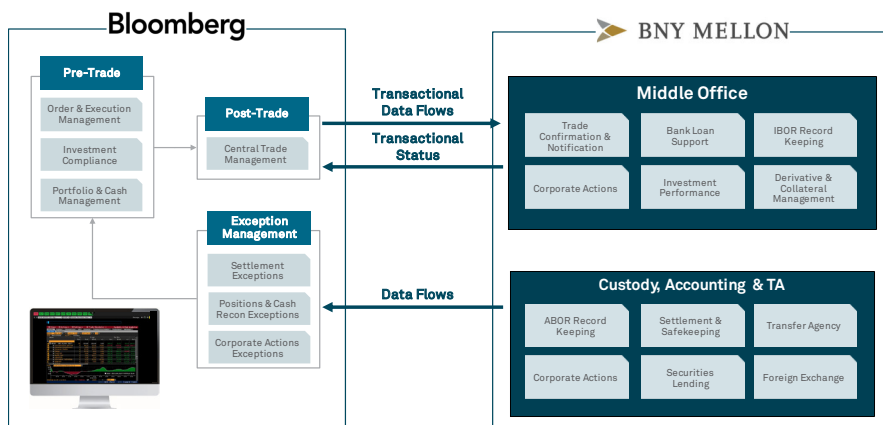 Bloomberg
BNY MELLON
Pre-Trade
Order & Execution
Management
Investment
Compliance
Portfolio & Cash
Management
Post-Trade
Central Trade
Management
Exception
Management
Settlement
Exceptions
Positions & Cash
Recon Exceptions
Corporate Actions
Exceptions
Transactional
Data Flows
Transactional
Status
Data Flows
Middle Office
Trade
Confirmation &
Notification
Bank Loan
Support
IBOR Record
Keeping
Corporate Actions
Investment
Performance
Derivative &
Collateral
Management
Custody, Accounting & TA
ABOR Record
Keeping
Settlement &
Safekeeping
Transfer Agency
Corporate Actions
Securities
Lending
Foreign Exchange